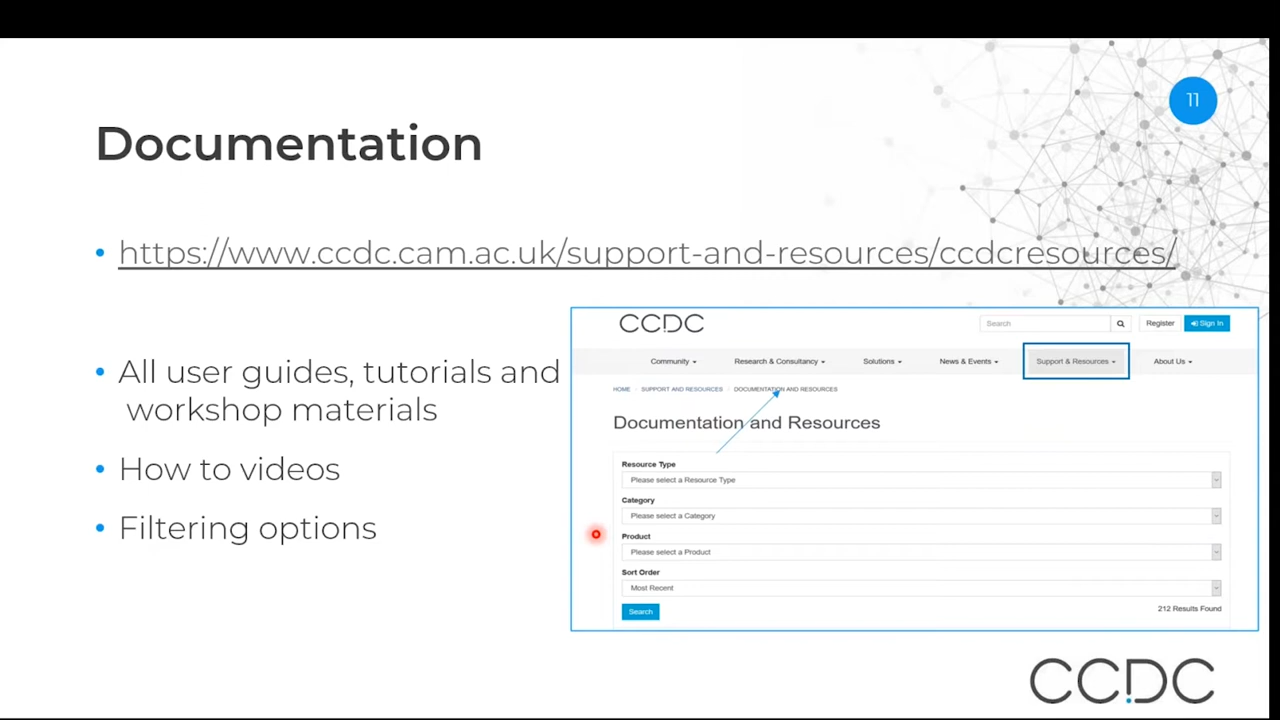 11
Documentation
• https://www.ccdc.cam.ac.uk/support-and-resources/ccdcresources/
• All user guides, tutorials and
workshop materials
• How to videos
• Filtering options
CCDC
Search
Register
Sign In
Community
Research & Consultancy
Solutions
News & Events
Support & Resources
About Us
HOME
SUPPORT AND RESOURCES
DOCUMENTATION AND RESOURCES
Documentation and Resources
Resource Type
Please select a Resource Type
Category
Please select a Category
Product
Please select a Product
Sort Order
Most Recent
Search
212 Results Found
CCDC